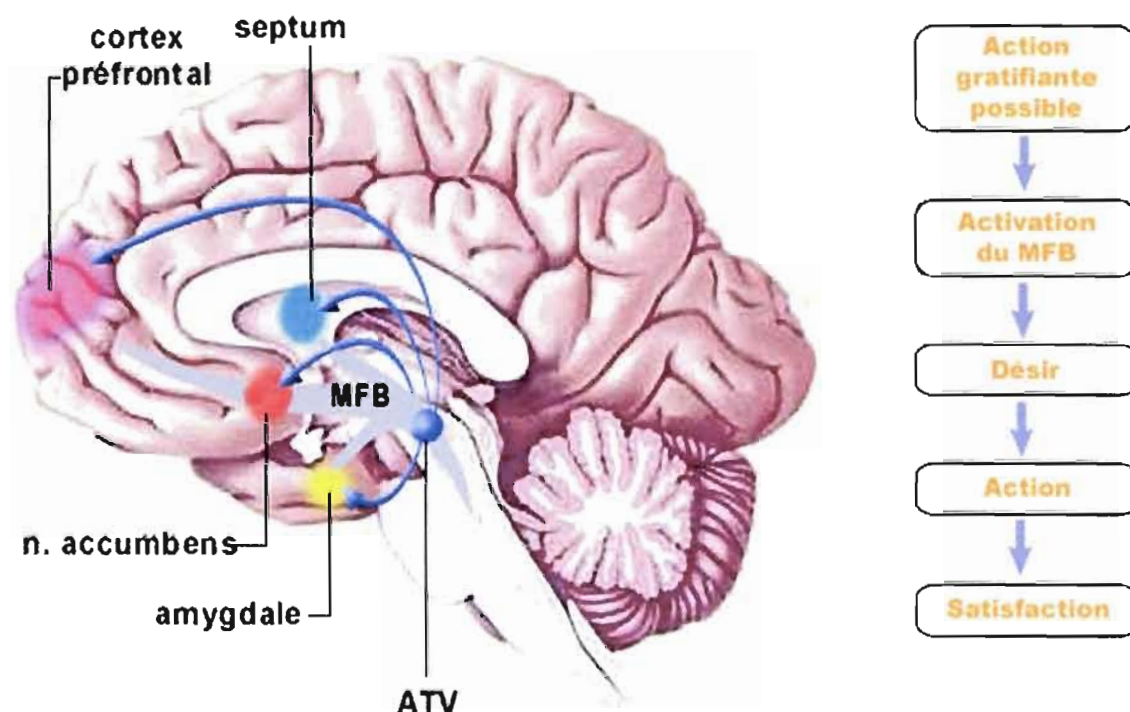 cortex
préfrontal
septum
MFB
n. accumbens
amygdale
ATV
Action
gratifiante
possible
Activation
du MFB
Désir
Action
Satisfaction